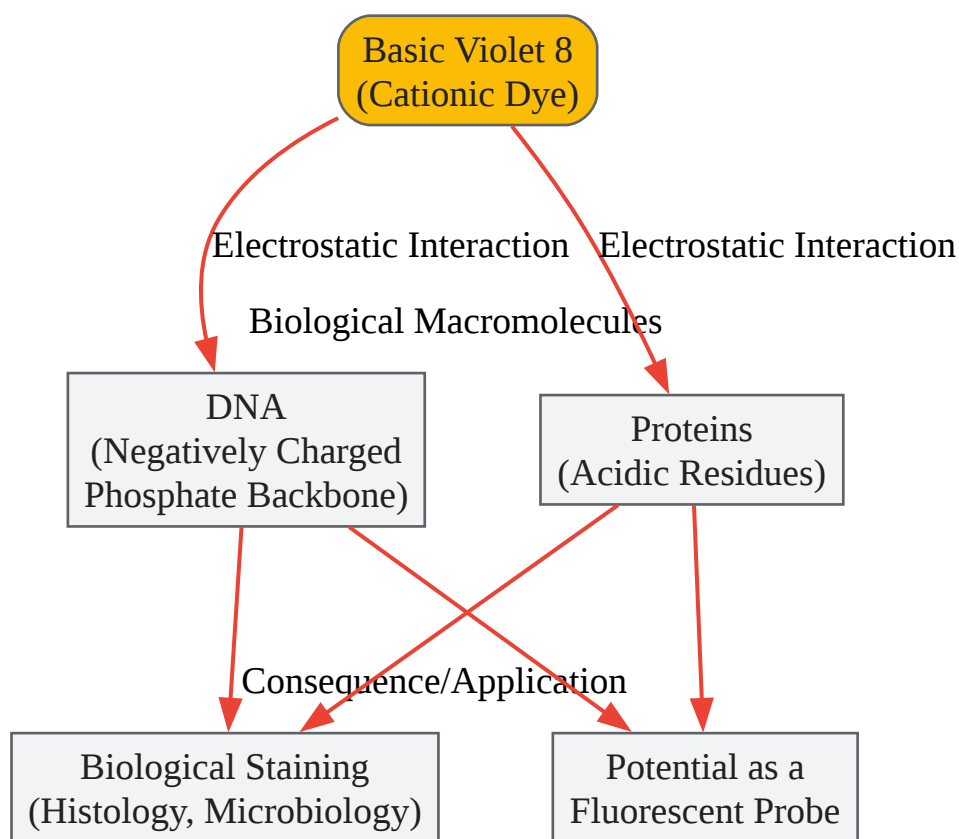 Basic Violet 8
(Cationic Dye)
Electrostatic Interaction
Electrostatic Interaction
Biological Macromolecules
DNA
(Negatively Charged
Phosphate Backbone)
Proteins
(Acidic Residues)
Consequence/Application
Biological Staining
(Histology, Microbiology)
Potential as a
Fluorescent Probe